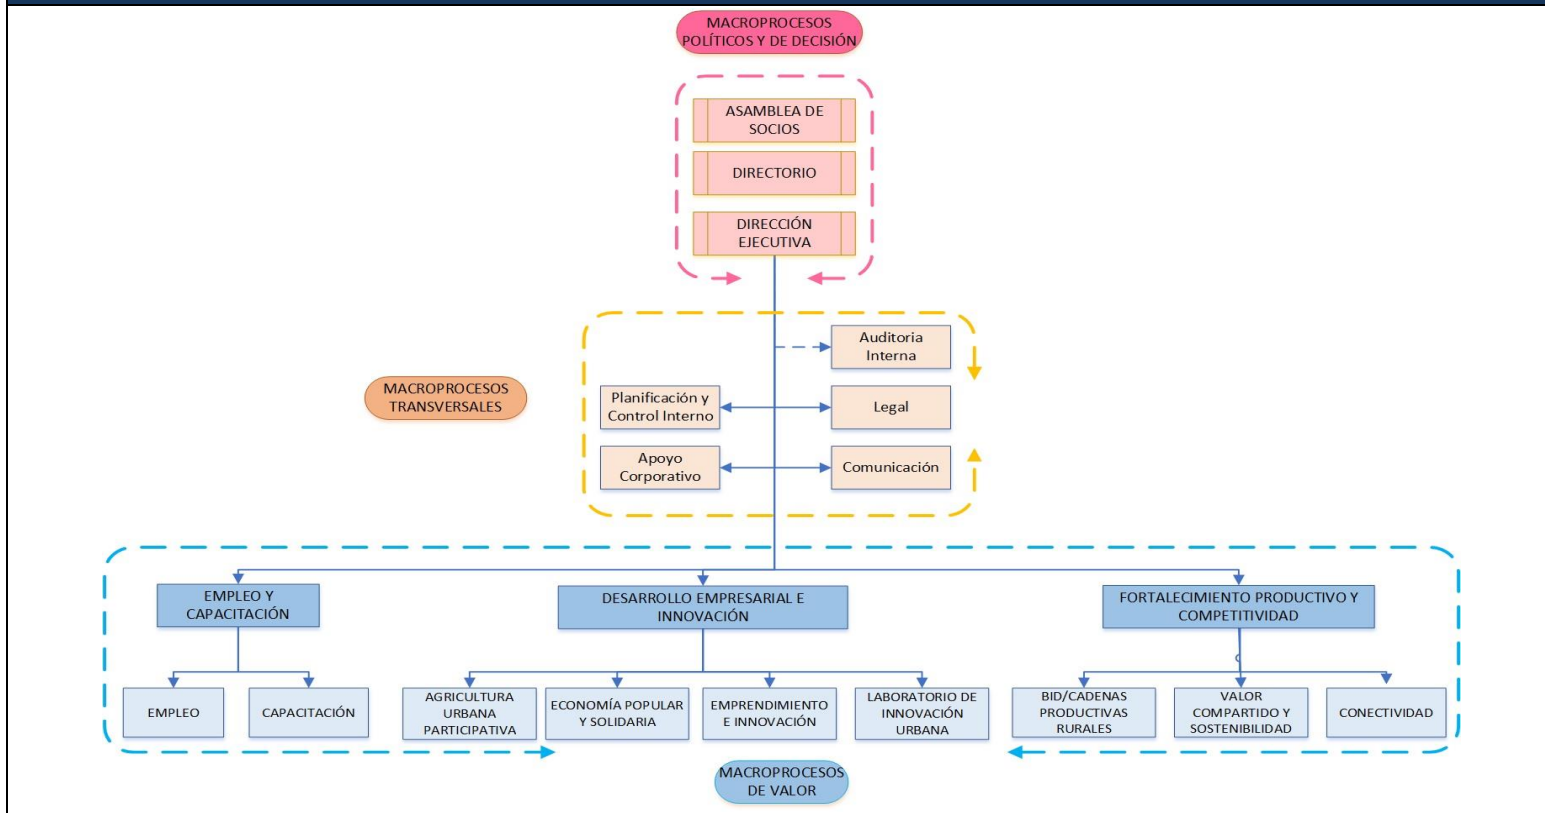 MACROPROCESOS
POLÍTICOS Y DE DECISIÓN
ASAMBLEA DE
SOCIOS
DIRECTORIO
DIRECCIÓN
EJECUTIVA
Auditoria
Interna
MACROPROCESOS
TRANSVERSALES
Planificación y
Control Interno
Legal
Apoyo
Corporativo
Comunicación
EMPLEO Y
CAPACITACIÓN
DESARROLLO EMPRESARIAL E
INNOVACIÓN
FORTALECIMIENTO PRODUCTIVO Y
COMPETITIVIDAD
EMPLEO
CAPACITACIÓN
AGRICULTURA
URBANA
PARTICIPATIVA
ECONOMÍA POPULAR
Y SOLIDARIA
EMPRENDIMIENTO
E INNOVACIÓN
LABORATORIO DE
INNOVACIÓN
URBANA
BID/CADENAS
PRODUCTIVAS
RURALES
VALOR
COMPARTIDO Y
SOSTENIBILIDAD
CONECTIVIDAD
MACROPROCESOS
DE VALOR